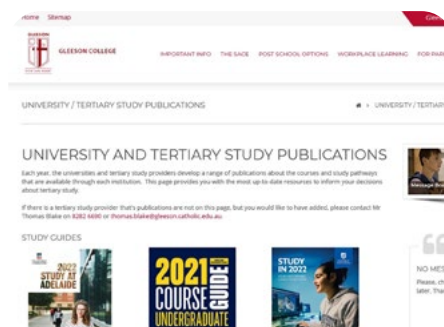 Home Sitemap
GLEESON COLLEGE
IMPORTANT INFO THE SACE POST SCHOOL OPTIONS WORKPLACE LEARNING FOR PAR
UNIVERSITY / TERTIARY STUDY PUBLICATIONS
UNIVERSITY / TERTIARY
UNIVERSITY AND TERTIARY STUDY PUBLICATIONS
Each year, the universities and tertiary study providers develop a range of publications about the courses and study pathways
that are available through each institution. This page provides you with the most up-to-date resources to inform your decisions
about tertiary study.
If there is a tertiary study provider that's publications are not on this page, but you would like to have added, please contact Mr
Thomas Blake on 8282 6690 or thomas.blake@gleeson.catholic.edu.au
STUDY GUIDES
2022
STUDY AT
ADELAIDE
2021
COURSE
GUIDE
UNDERGRADUATE
STUDY
IN 2022
NO MES
Please, ch
later. Tha